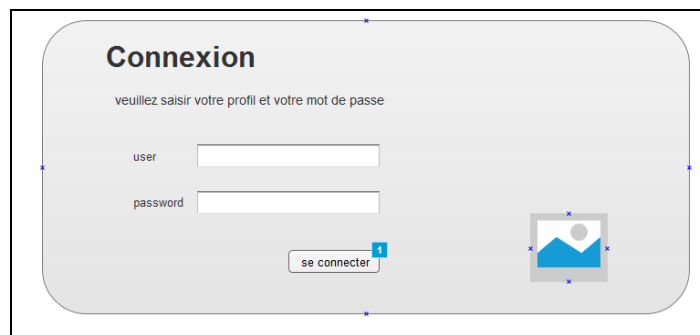 Connexion
veuillez saisir votre profil et votre mot de passe
user
password
se connecter
1